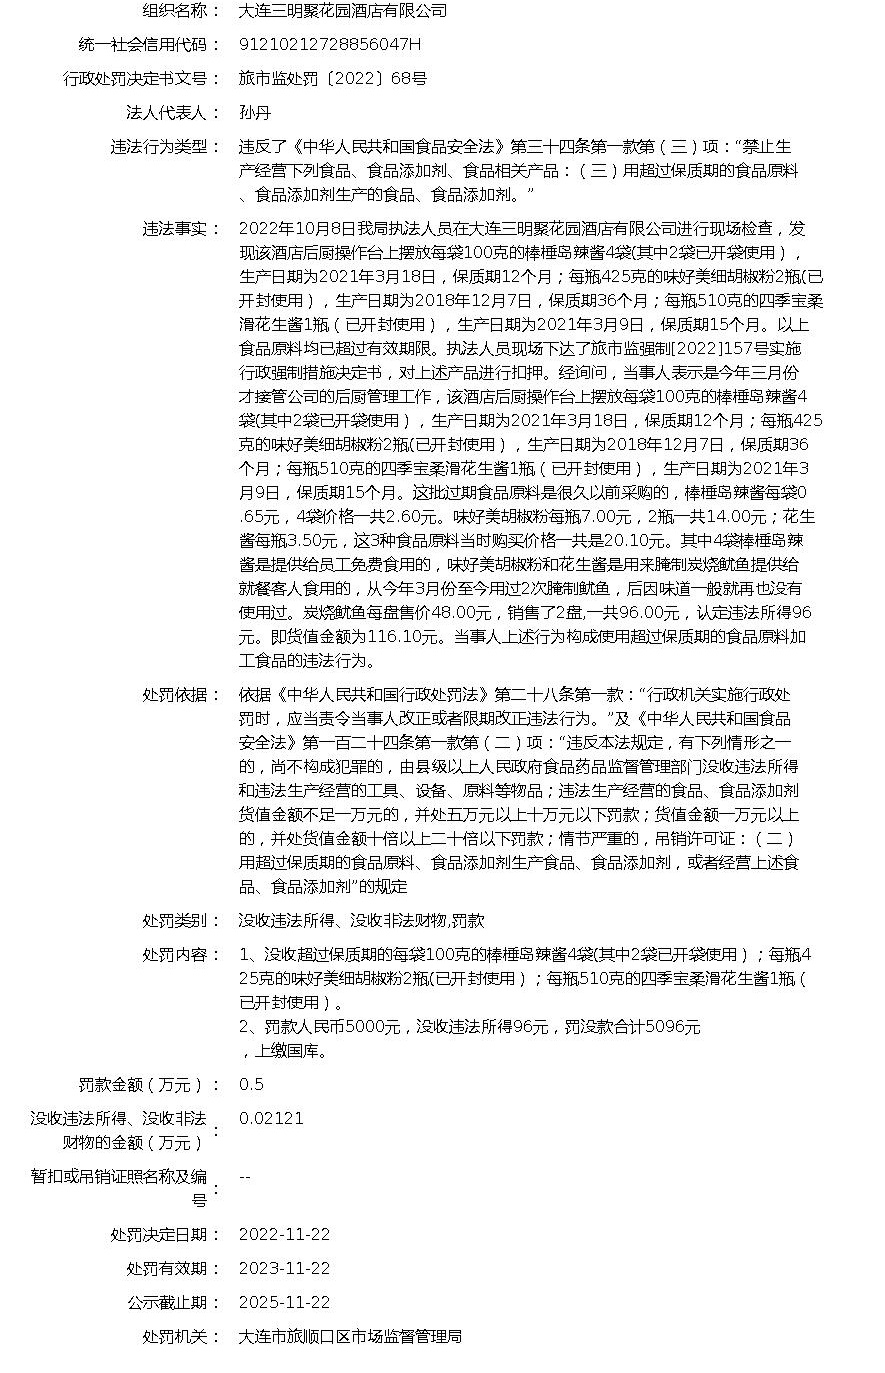 组织名称： 大连三明聚花园酒店有限公司
统一社会信用代码： 91210212728856047H
行政处罚决定书文号： 旅市监处罚〔2022〕68号
法人代表人： 孙丹
违法行为类型： 违反了《中华人民共和国食品安全法》第三十四条第一款第（三）项：“禁止生
产经营下列食品、食品添加剂、食品相关产品：（三）用超过保质期的食品原料
、食品添加剂生产的食品、食品添加剂。”
违法事实： 2022年10月8日我局执法人员在大连三明聚花园酒店有限公司进行现场检查，发
现该酒店后厨操作台上摆放每袋100克的棒棰岛辣酱4袋(其中2袋已开袋使用），
生产日期为2021年3月18日，保质期12个月；每瓶425克的味好美细胡椒粉2瓶(已
开封使用），生产日期为2018年12月7日，保质期36个月；每瓶510克的四季宝柔
滑花生酱1瓶（已开封使用），生产日期为2021年3月9日，保质期15个月。以上
食品原料均已超过有效期限。执法人员现场下达了旅市监强制[2022]157号实施
行政强制措施决定书，对上述产品进行扣押。经询问，当事人表示是今年三月份
才接管公司的后厨管理工作，该酒店后厨操作台上摆放每袋100克的棒棰岛辣酱4
袋(其中2袋已开袋使用），生产日期为2021年3月18日，保质期12个月；每瓶425
克的味好美细胡椒粉2瓶(已开封使用），生产日期为2018年12月7日，保质期36
个月；每瓶510克的四季宝柔滑花生酱1瓶（已开封使用），生产日期为2021年3
月9日，保质期15个月。这批过期食品原料是很久以前采购的，棒棰岛辣酱每袋0
.65元，4袋价格一共2.60元。味好美胡椒粉每瓶7.00元，2瓶一共14.00元；花生
酱每瓶3.50元，这3种食品原料当时购买价格一共是20.10元。其中4袋棒棰岛辣
酱是提供给员工免费食用的，味好美胡椒粉和花生酱是用来腌制炭烧鱿鱼提供给
就餐客人食用的，从今年3月份至今用过2次腌制鱿鱼，后因味道一般就再也没有
使用过。炭烧鱿鱼每盘售价48.00元，销售了2盘,一共96.00元，认定违法所得96
元。即货值金额为116.10元。当事人上述行为构成使用超过保质期的食品原料加
工食品的违法行为。
处罚依据： 依据《中华人民共和国行政处罚法》第二十八条第一款：“行政机关实施行政处
罚时，应当责令当事人改正或者限期改正违法行为。”及《中华人民共和国食品
安全法》第一百二十四条第一款第（二）项：“违反本法规定，有下列情形之一
的，尚不构成犯罪的，由县级以上人民政府食品药品监督管理部门没收违法所得
和违法生产经营的工具、设备、原料等物品；违法生产经营的食品、食品添加剂
货值金额不足一万元的，并处五万元以上十万元以下罚款；货值金额一万元以上
的，并处货值金额十倍以上二十倍以下罚款；情节严重的，吊销许可证：（二）
用超过保质期的食品原料、食品添加剂生产食品、食品添加剂，或者经营上述食
品、食品添加剂”的规定
处罚类别： 没收违法所得、没收非法财物,罚款
处罚内容： 1、没收超过保质期的每袋100克的棒棰岛辣酱4袋(其中2袋已开袋使用）；每瓶4
25克的味好美细胡椒粉2瓶(已开封使用）；每瓶510克的四季宝柔滑花生酱1瓶（
已开封使用）。
2、罚款人民币5000元，没收违法所得96元，罚没款合计5096元
，上缴国库。
罚款金额（万元）： 0.5
没收违法所得、没收非法
财物的金额（万元）： 0.02121
暂扣或吊销证照名称及编
号： --
处罚决定日期： 2022-11-22
处罚有效期： 2023-11-22
公示截止期： 2025-11-22
处罚机关： 大连市旅顺口区市场监督管理局